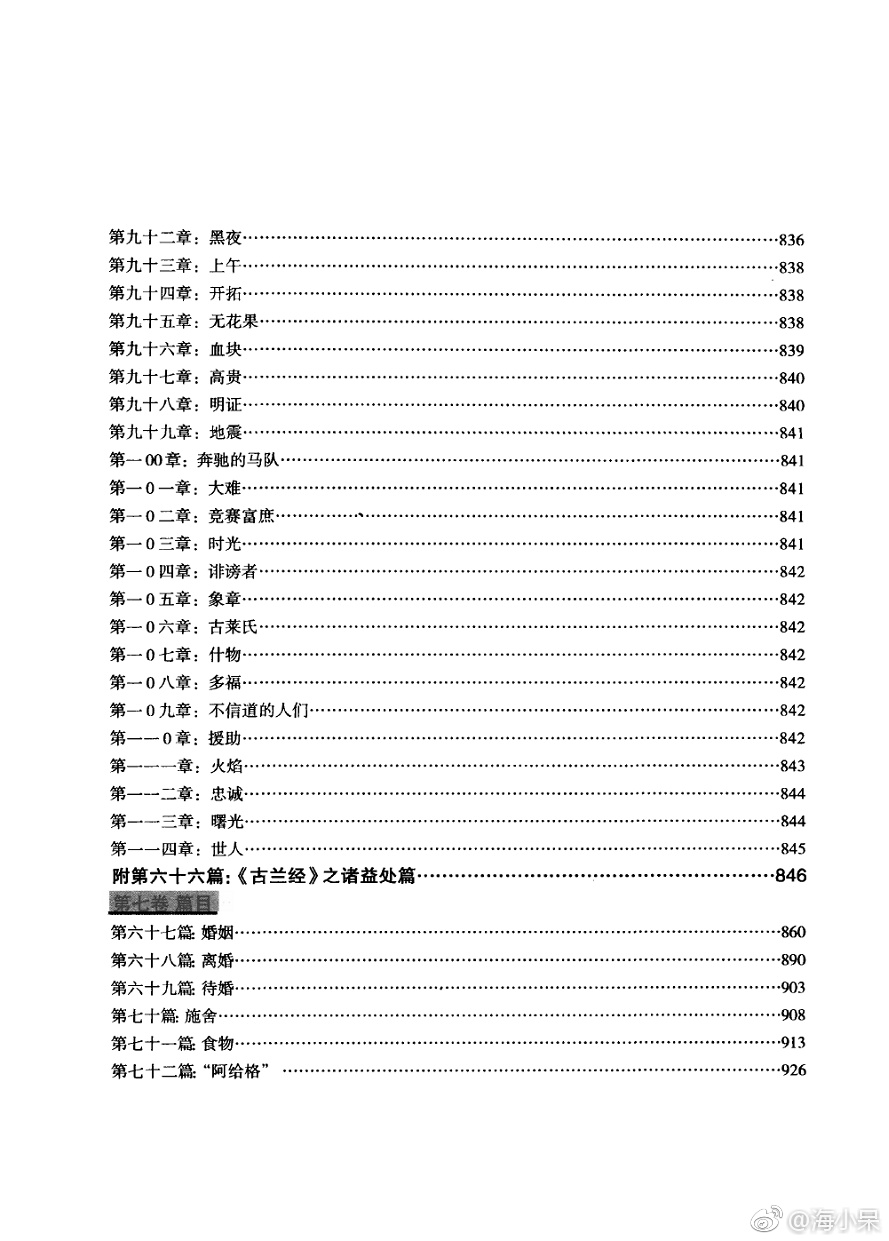 第九十二章：黑夜……836
第九十三章：上午……838
第九十四章：开拓……838
第九十五章：无花果……838
第九十六章：血块……839
第九十七章：高贵……840
第九十八章：明证……840
第九十九章：地震……841
第一00章：奔驰的马队……841
第一0一章：大难……841
第一0二章：竞赛富庶……841
第一0三章：时光……841
第一0四章：诽谤者……842
第一0五章：象章……842
第一0六章：古莱氏……842
第一0七章：什物……842
第一0八章：多福……842
第一0九章：不信道的人们……842
第一一0章：援助……842
第一一一章：火焰……843
第一一二章：忠诚……844
第一一三章：曙光……844
第一一四章：世人……845
附第六十六篇：《古兰经》之诸益处篇……846
第七卷 篇目
第六十七篇：婚姻……860
第六十八篇：离婚……890
第六十九篇：待婚……903
第七十篇：施舍……908
第七十一篇：食物……913
第七十二篇：“阿给格”……926
@海小呆